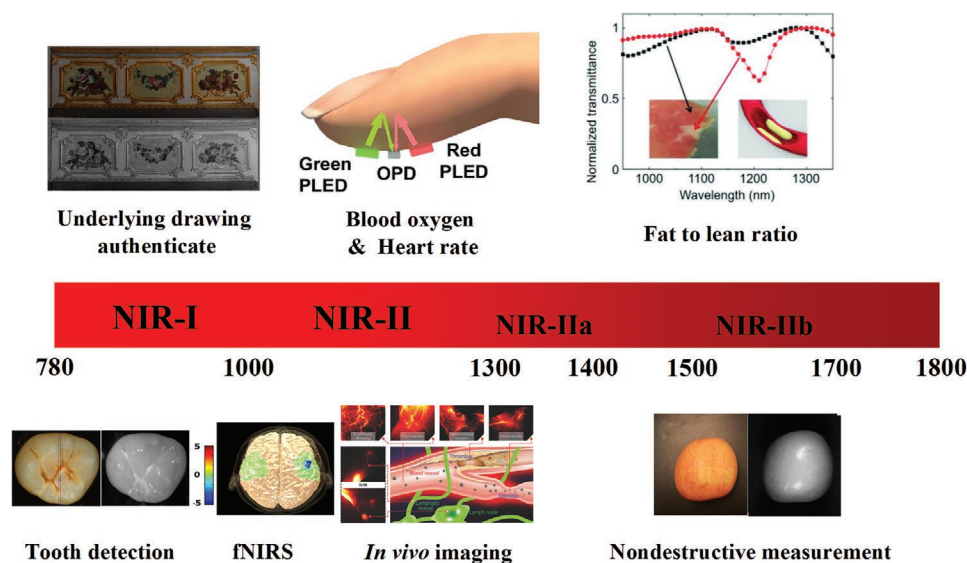 Green
PLED
OPD
Red
PLED
Normalized transmittance
1
0.5
0
1000
1100
1200
1300
Wavelength (nm)
Underlying drawing
authenticate
Blood oxygen
& Heart rate
Fat to lean ratio
NIR-I
NIR-II
NIR-IIa
NIR-IIb
780
1000
1300
1400
1500
1700
1800
5
0
-5
Thrombus
Blood vessel
Lymphatic
vessel
Lymph node
Tooth detection
fNIRS
In vivo imaging
Nondestructive measurement